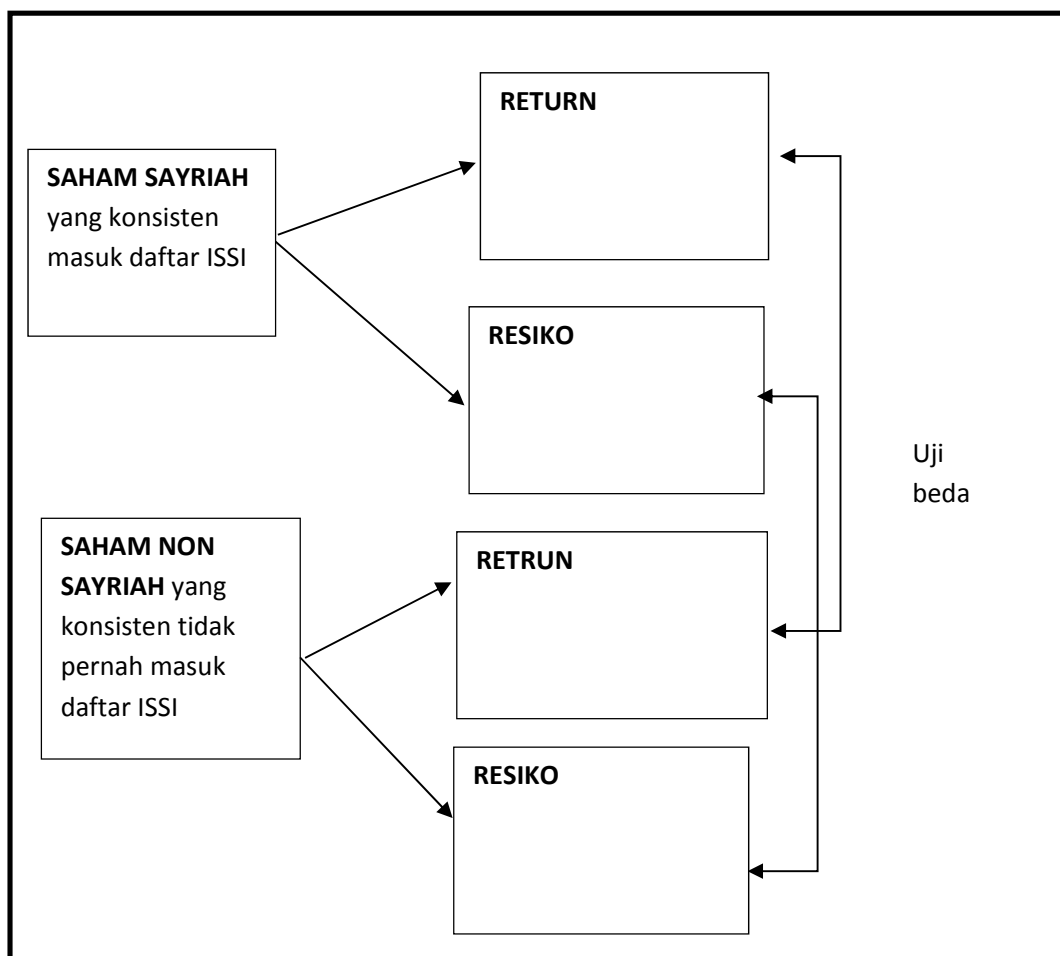 RETURN
SAHAM SAYRIAH
yang konsisten
masuk daftar ISSI
RESIKO
Uji
beda
SAHAM NON
SAYRIAH yang
konsisten tidak
pernah masuk
daftar ISSI
RETRUN
RESIKO